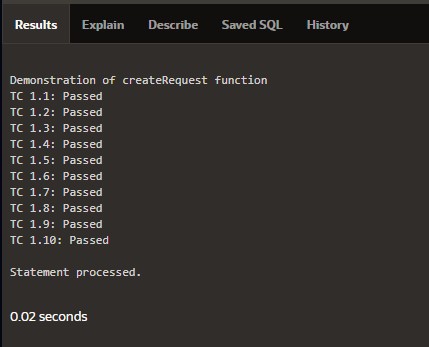 Results Explain Describe Saved SQL History
Demonstration of createRequest function
TC 1.1: Passed
TC 1.2: Passed
TC 1.3: Passed
TC 1.4: Passed
TC 1.5: Passed
TC 1.6: Passed
TC 1.7: Passed
TC 1.8: Passed
TC 1.9: Passed
TC 1.10: Passed
Statement processed.
0.02 seconds